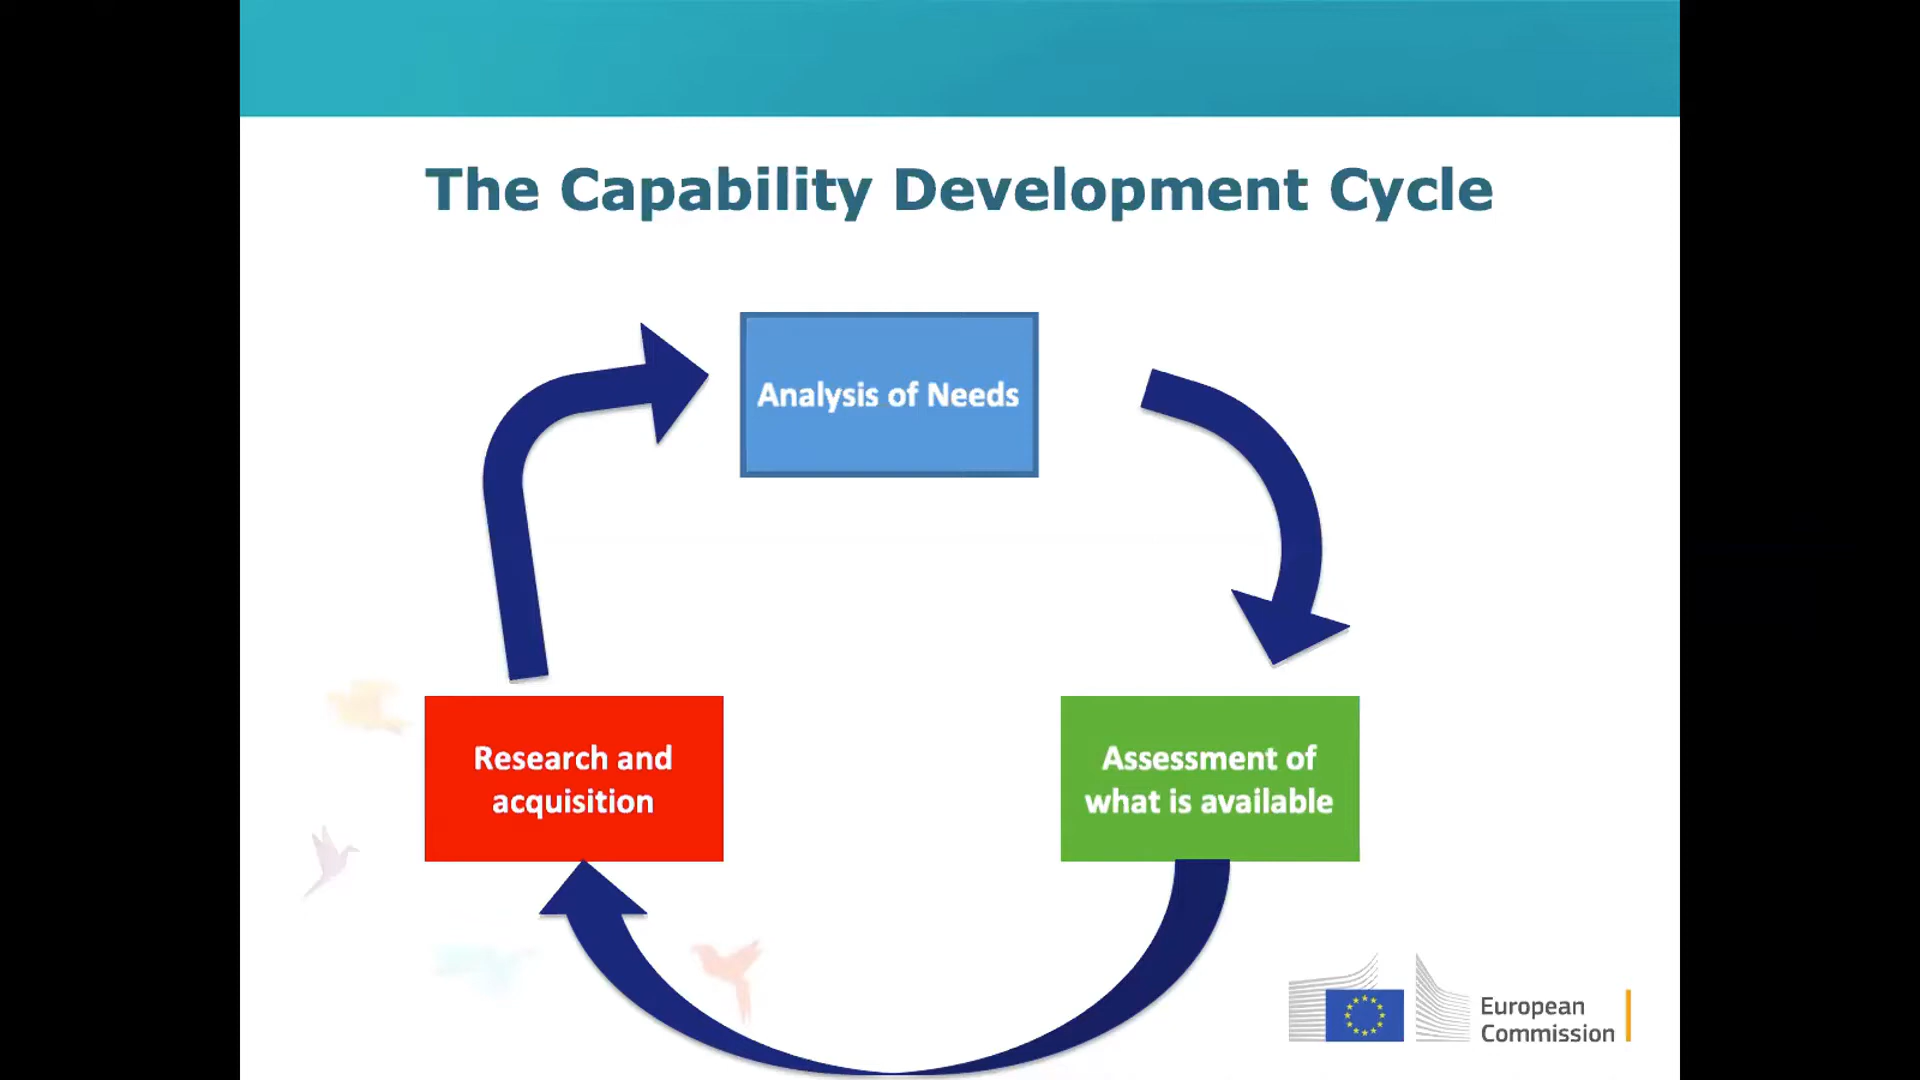 The Capability Development Cycle
Analysis of Needs
Research and
acquisition
Assessment of
what is available
European
Commission